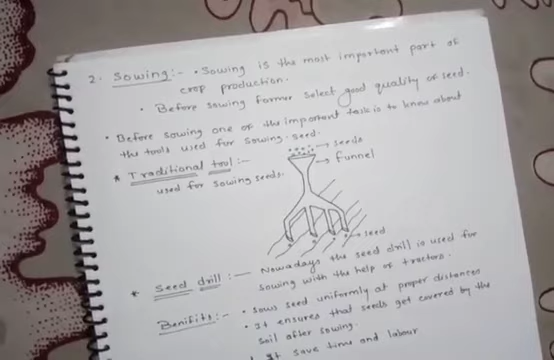 2. Sowing:- • Sowing is the most important part of
crop production.
• Before sowing farmer select good quality of seed.
• Before sowing one of the important task is to know about
the tools used for sowing seed.
* Traditional tool :-
used for sowing seeds.
→ seeds
→ funnel
→ seed
* Seed drill :- Nowadays the seed drill is used for
sowing with the help of tractors.
Benifits:- • sows seed uniformly at proper distances
• It ensures that seeds get covered by the
soil after sowing.
It save time and labour